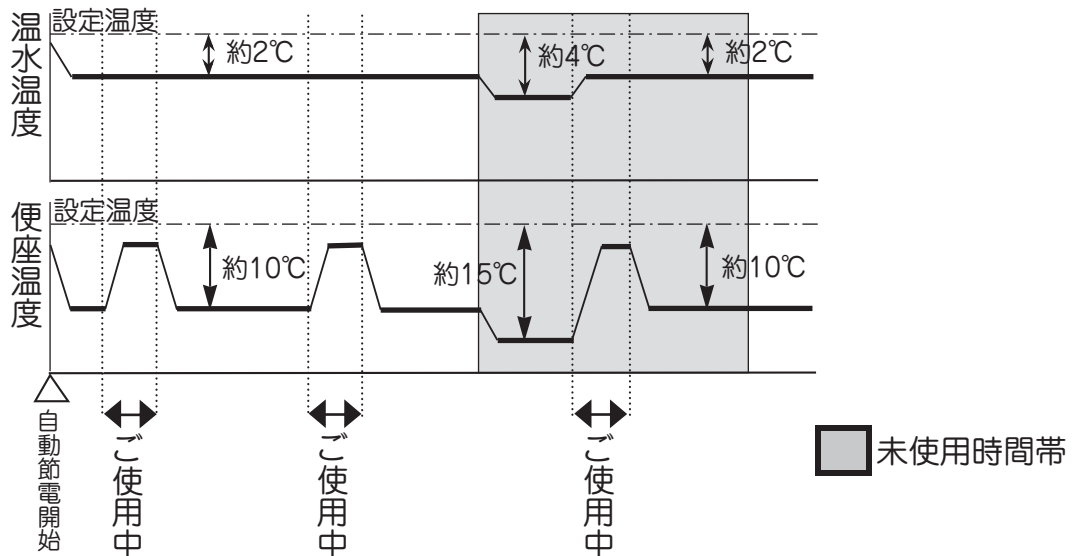 温水温度
設定温度
約2℃
約4℃
約2℃
便座温度
設定温度
約10℃
約15℃
約10℃
自動節電開始
ご使用中
ご使用中
ご使用中
未使用時間帯